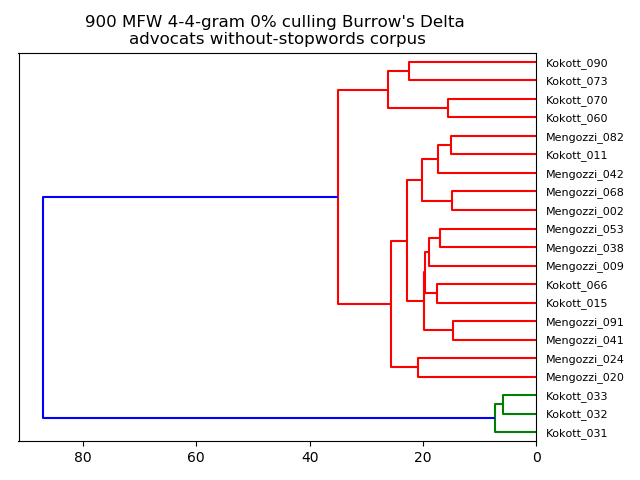 900 MFW 4-4-gram 0% culling Burrow's Delta
advocats without-stopwords corpus
Kokott_090
Kokott_073
Kokott_070
Kokott_060
Mengozzi_082
Kokott_011
Mengozzi_042
Mengozzi_068
Mengozzi_002
Mengozzi_053
Mengozzi_038
Mengozzi_009
Kokott_066
Kokott_015
Mengozzi_091
Mengozzi_041
Mengozzi_024
Mengozzi_020
Kokott_033
Kokott_032
Kokott_031
80 60 40 20 0